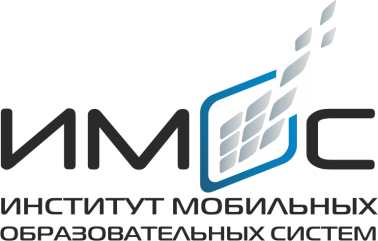 ИМОС
ИНСТИТУТ МОБИЛЬНЫХ
ОБРАЗОВАТЕЛЬНЫХ СИСТЕМ